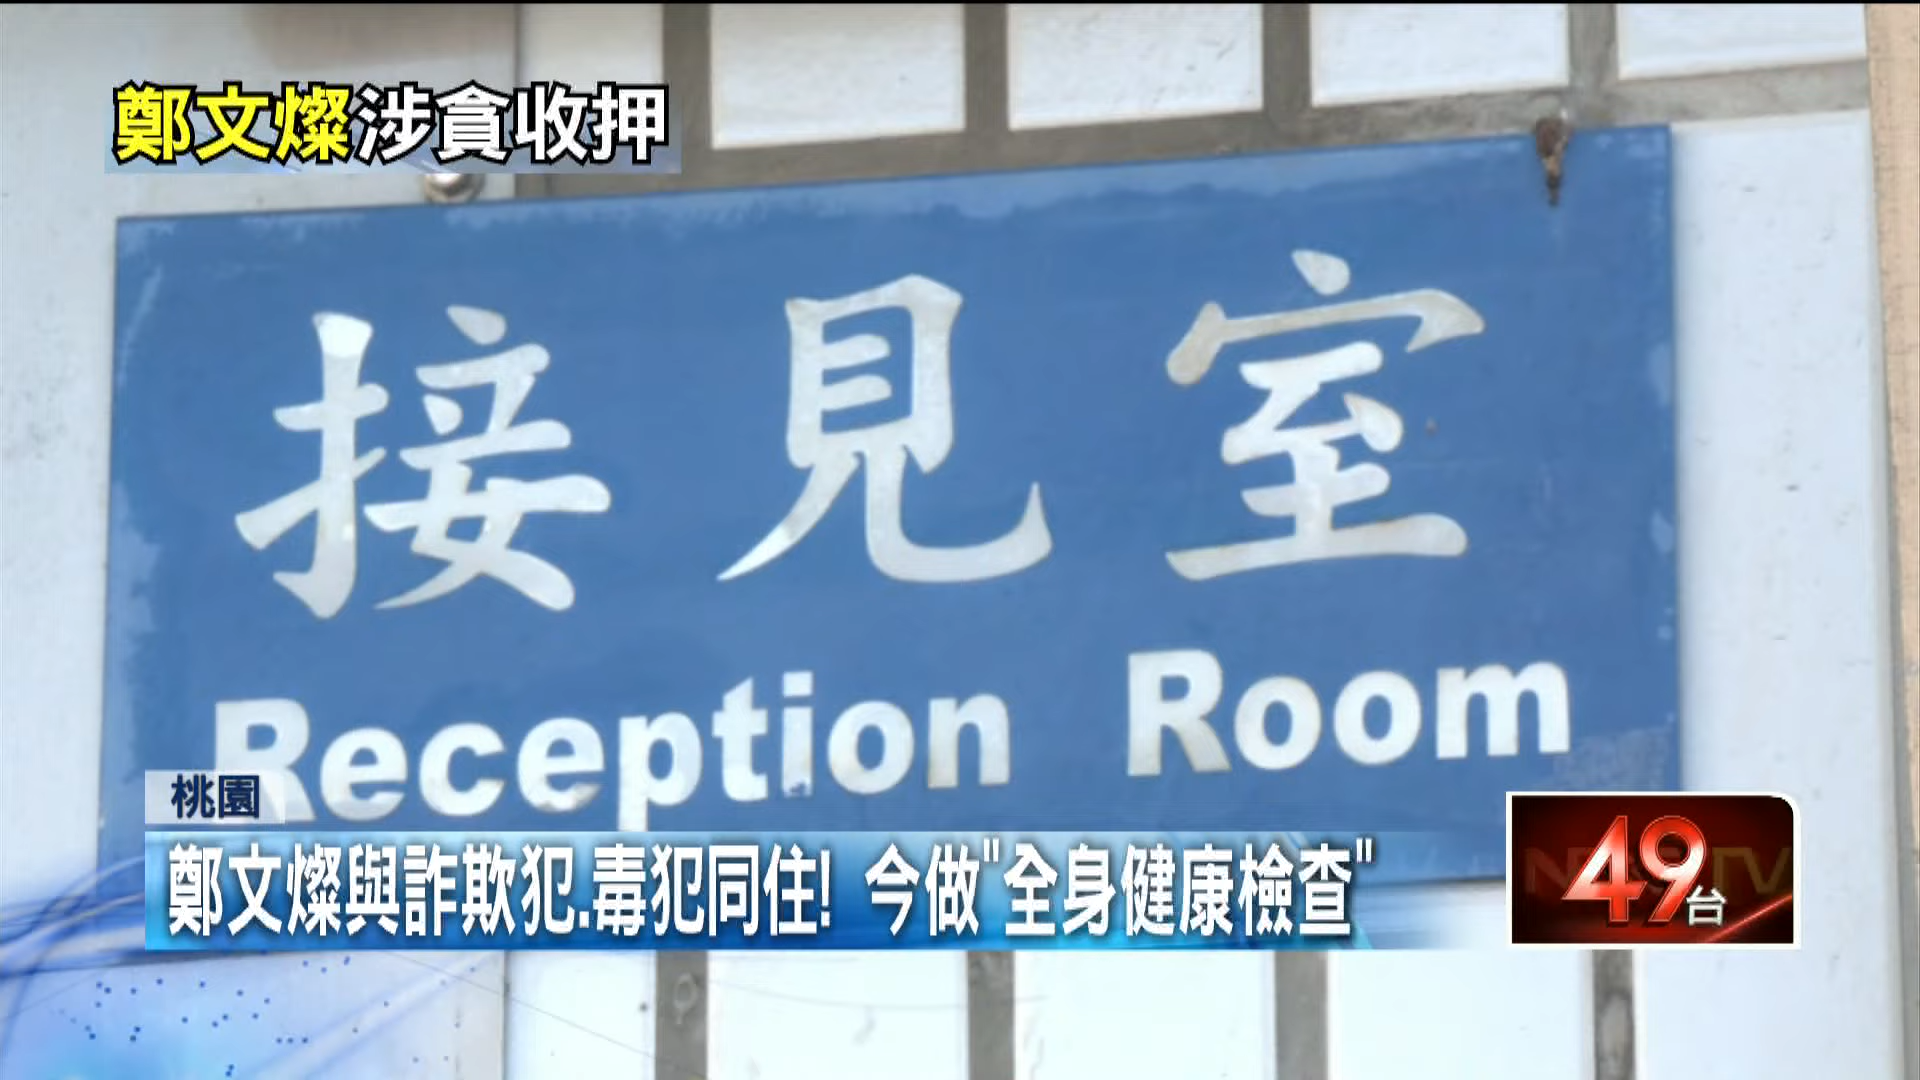 鄭文燦涉貪收押
接見室
Reception Room
桃園
鄭文燦與詐欺犯.毒犯同住! 今做"全身健康檢查"
49台